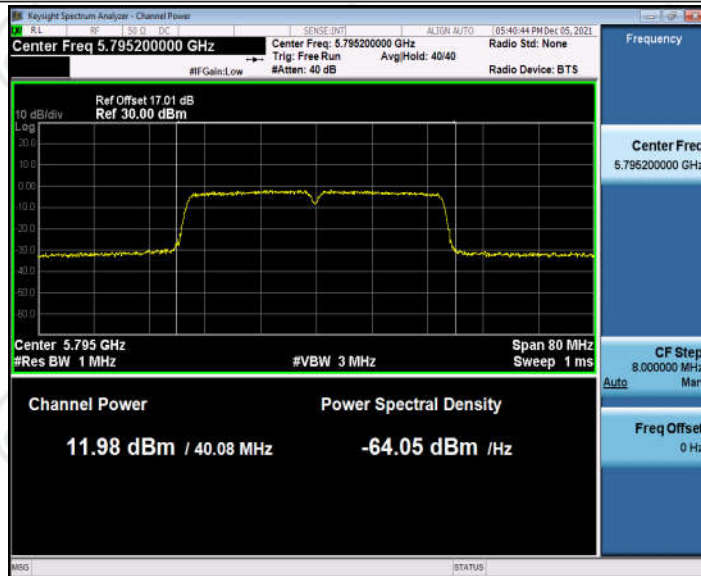 Keysight Spectrum Analyzer - Channel Power
RL RF 50 Ω DC SENSE:INT ALIGN AUTO 05:40:44 PM Dec 05, 2021
Center Freq 5.795200000 GHz
Center Freq: 5.795200000 GHz Radio Std: None
Trig: Free Run Avg|Hold: 40/40
#IFGain:Low #Atten: 40 dB Radio Device: BTS
Frequency
Ref Offset 17.01 dB
10 dB/div Ref 30.00 dBm
Log
20.0
10.0
0.00
-10.0
-20.0
-30.0
-40.0
-50.0
-60.0
Center Freq
5.795200000 GHz
Center 5.795 GHz Span 80 MHz
#Res BW 1 MHz #VBW 3 MHz Sweep 1 ms
CF Step
8.000000 MHz
Auto Man
Channel Power Power Spectral Density
11.98 dBm / 40.08 MHz -64.05 dBm /Hz
Freq Offset
0 Hz
MSG STATUS